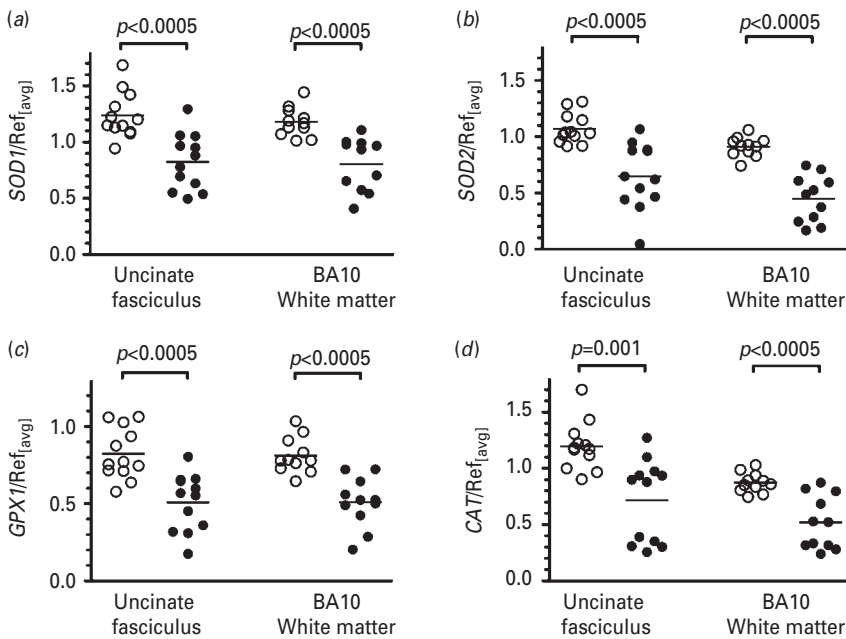 (a)
p<0.0005 p<0.0005
1.5
1.0
0.5
0.0
SOD1/Ref[avg]
Uncinate fasciculus
BA10 White matter
(b)
p<0.0005 p<0.0005
2.0
1.5
1.0
0.5
0.0
SOD2/Ref[avg]
Uncinate fasciculus
BA10 White matter
(c)
p<0.0005 p<0.0005
1.0
0.5
0.0
GPX1/Ref[avg]
Uncinate fasciculus
BA10 White matter
(d)
p=0.001 p<0.0005
1.5
1.0
0.5
0.0
CAT/Ref[avg]
Uncinate fasciculus
BA10 White matter